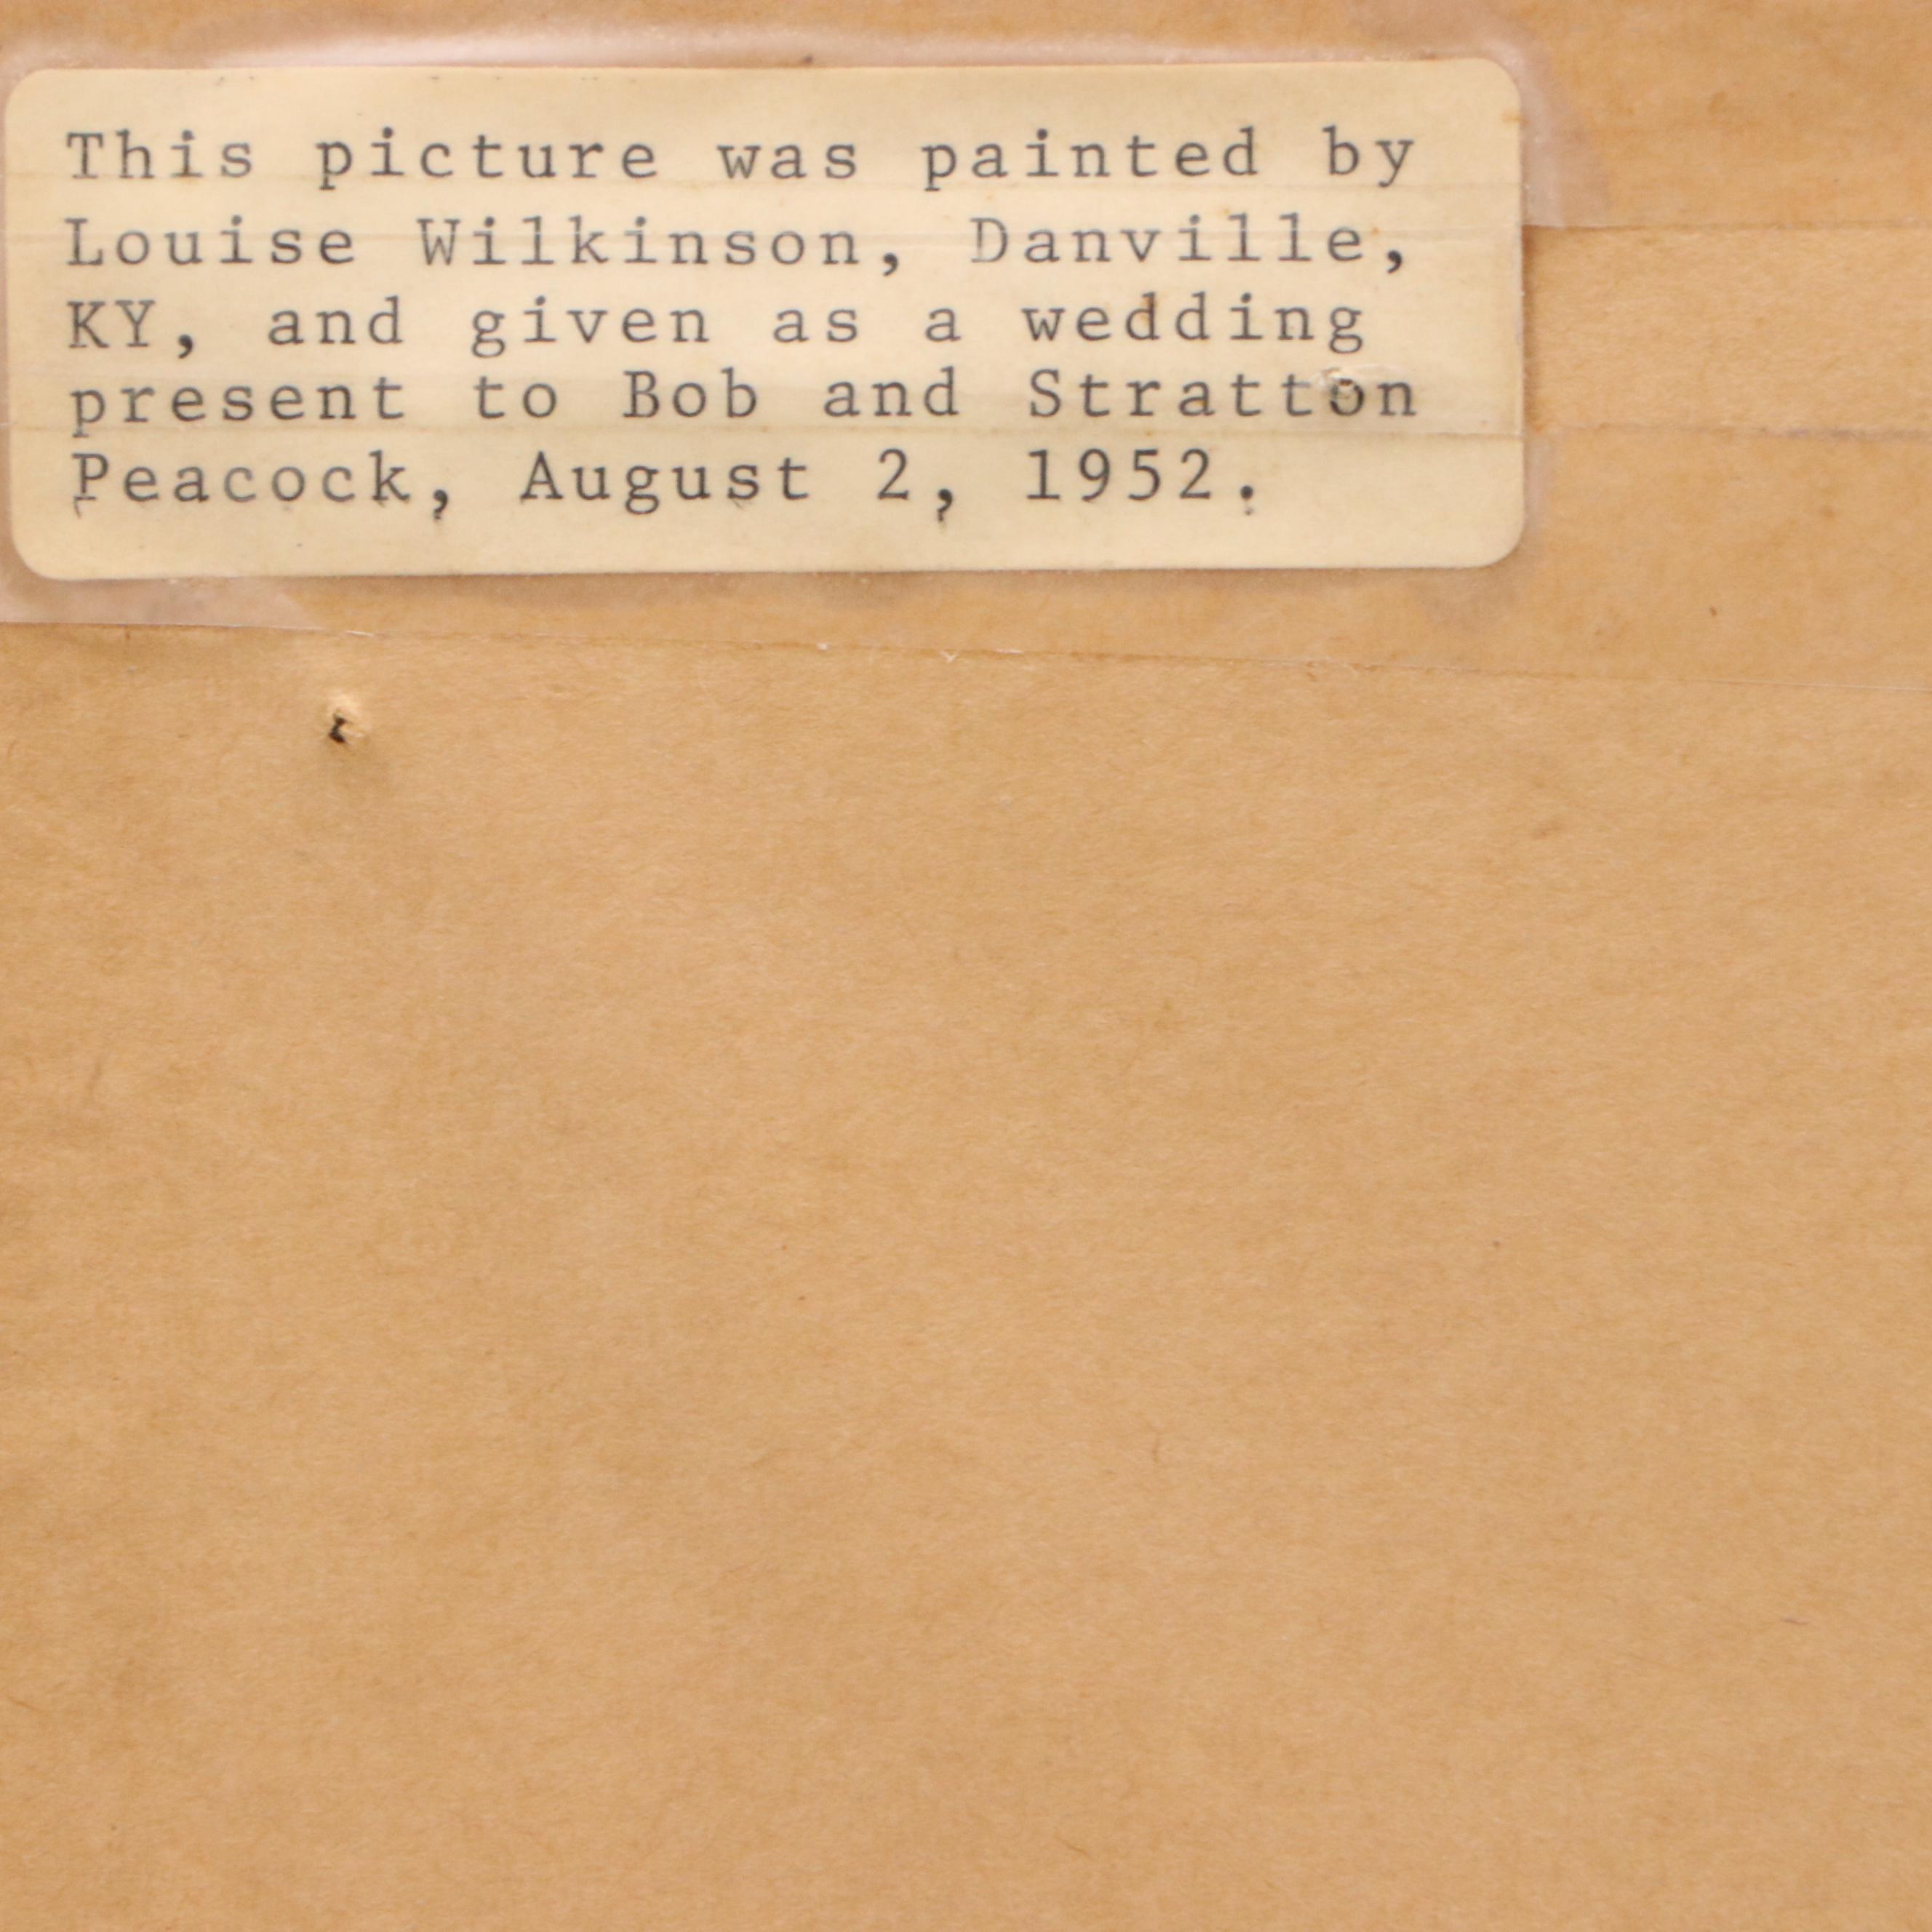 This picture was painted by
Louise Wilkinson, Danville,
KY, and given as a wedding
present to Bob and Stratton
Peacock, August 2, 1952.